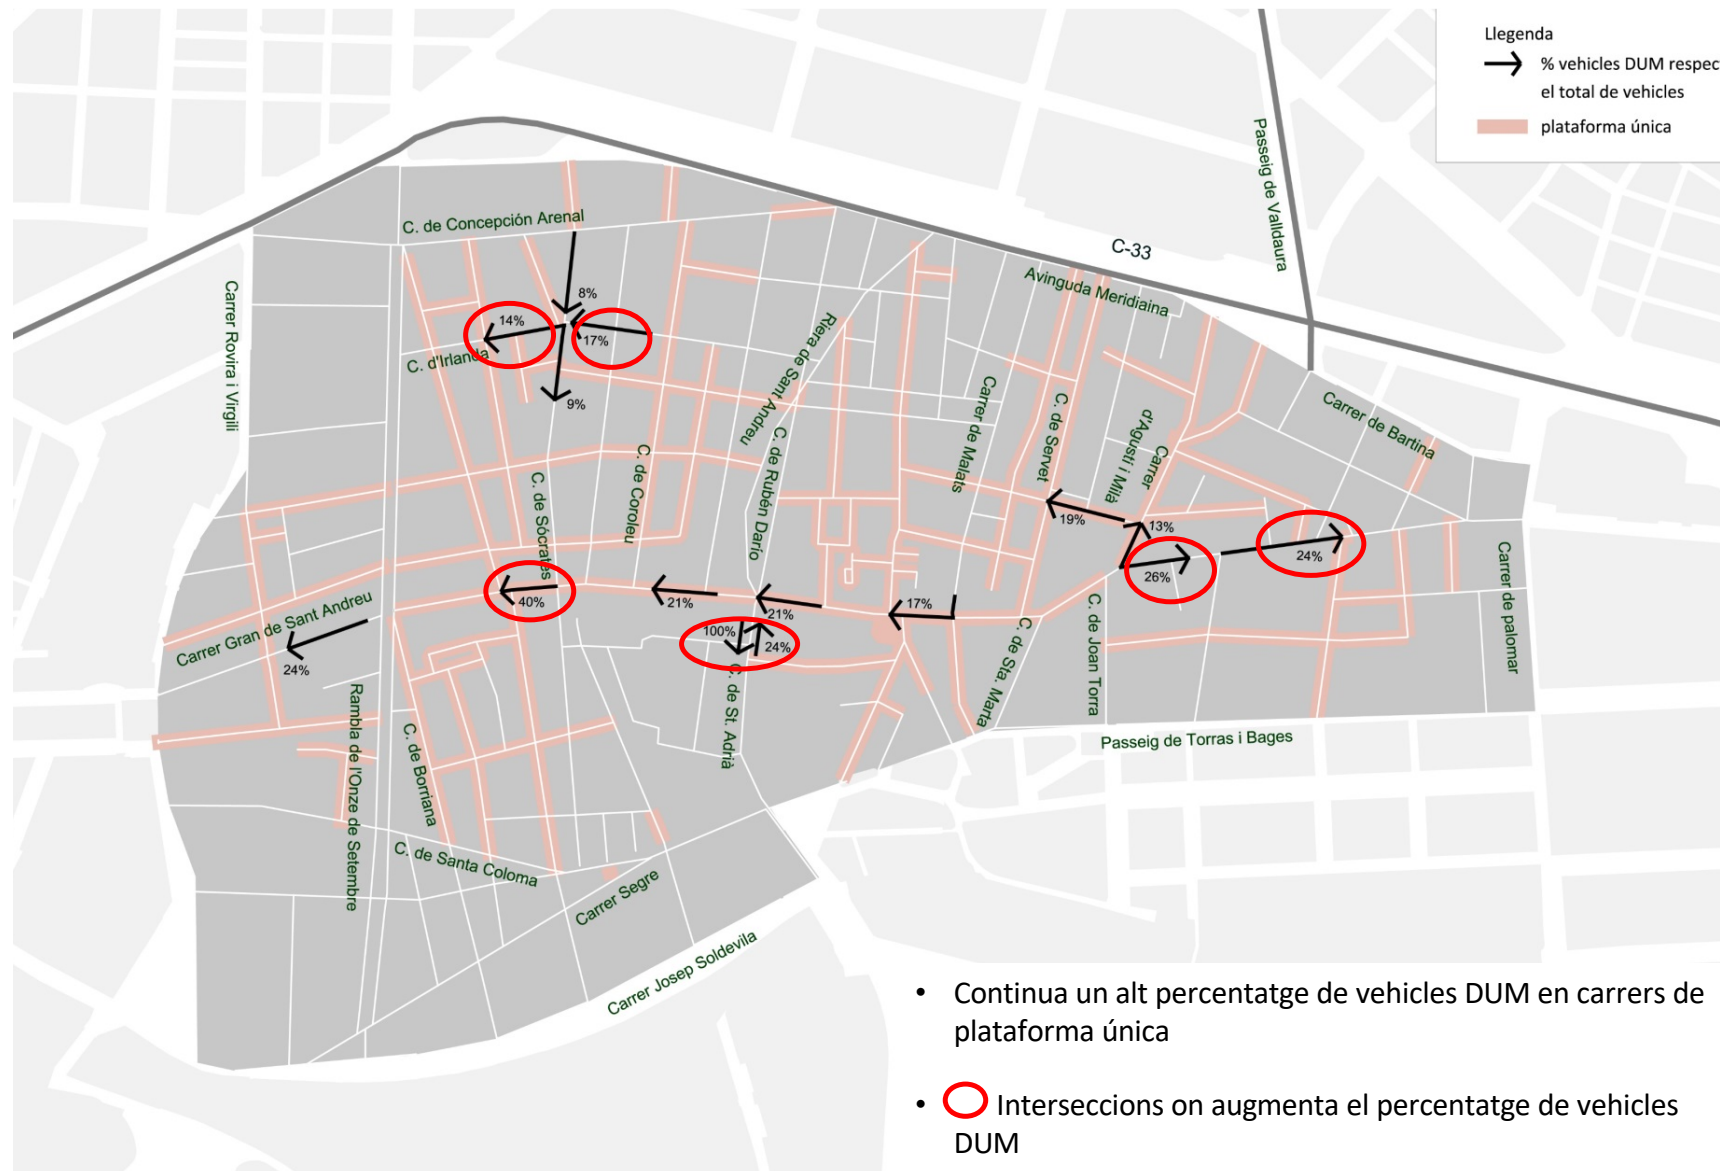 Llegenda
% vehicles DUM respec
el total de vehicles
plataforma única
Passeig de Valldaura
C. de Concepción Arenal
C-33
Avinguda Meridiaina
Carrer Rovira i Virgili
8%
14%
17%
C. d'Irlanda
9%
Riera de Sant Andreu
Carrer de Malats
C. de Servet
Carrer
d'Agustí i Milà
Carrer de Bartina
C. de Sócrates
C. de Coroleu
C. de Rubén Darío
19%
13%
24%
26%
Carrer de palomar
40%
21%
21%
17%
100%
24%
Carrer Gran de Sant Andreu
24%
C. de St. Adrià
C. de Sta. Marta
C. de Joan Torra
Passeig de Torras i Bages
Rambla de l'Onze de Setembre
C. de Borriana
C. de Santa Coloma
Carrer Segre
Carrer Josep Soldevila
• Continua un alt percentatge de vehicles DUM en carrers de
plataforma única
• Interseccions on augmenta el percentatge de vehicles
DUM